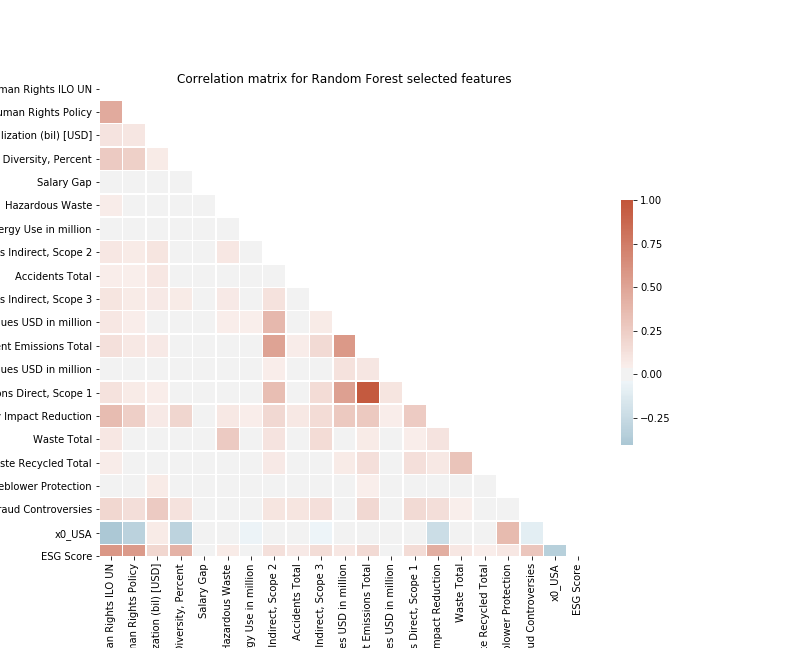 Correlation matrix for Random Forest selected features
man Rights ILO UN
uman Rights Policy
lization (bil) [USD]
Diversity, Percent
Salary Gap
Hazardous Waste
ergy Use in million
s Indirect, Scope 2
Accidents Total
s Indirect, Scope 3
ues USD in million
ent Emissions Total
ues USD in million
ons Direct, Scope 1
Impact Reduction
Waste Total
ste Recycled Total
eblower Protection
raud Controversies
x0_USA
ESG Score
1.00
0.75
0.50
0.25
0.00
−0.25
an Rights ILO UN
man Rights Policy
zation (bil) [USD]
Diversity, Percent
Salary Gap
Hazardous Waste
gy Use in million
Indirect, Scope 2
Accidents Total
Indirect, Scope 3
es USD in million
t Emissions Total
es USD in million
s Direct, Scope 1
mpact Reduction
Waste Total
e Recycled Total
blower Protection
ud Controversies
x0_USA
ESG Score